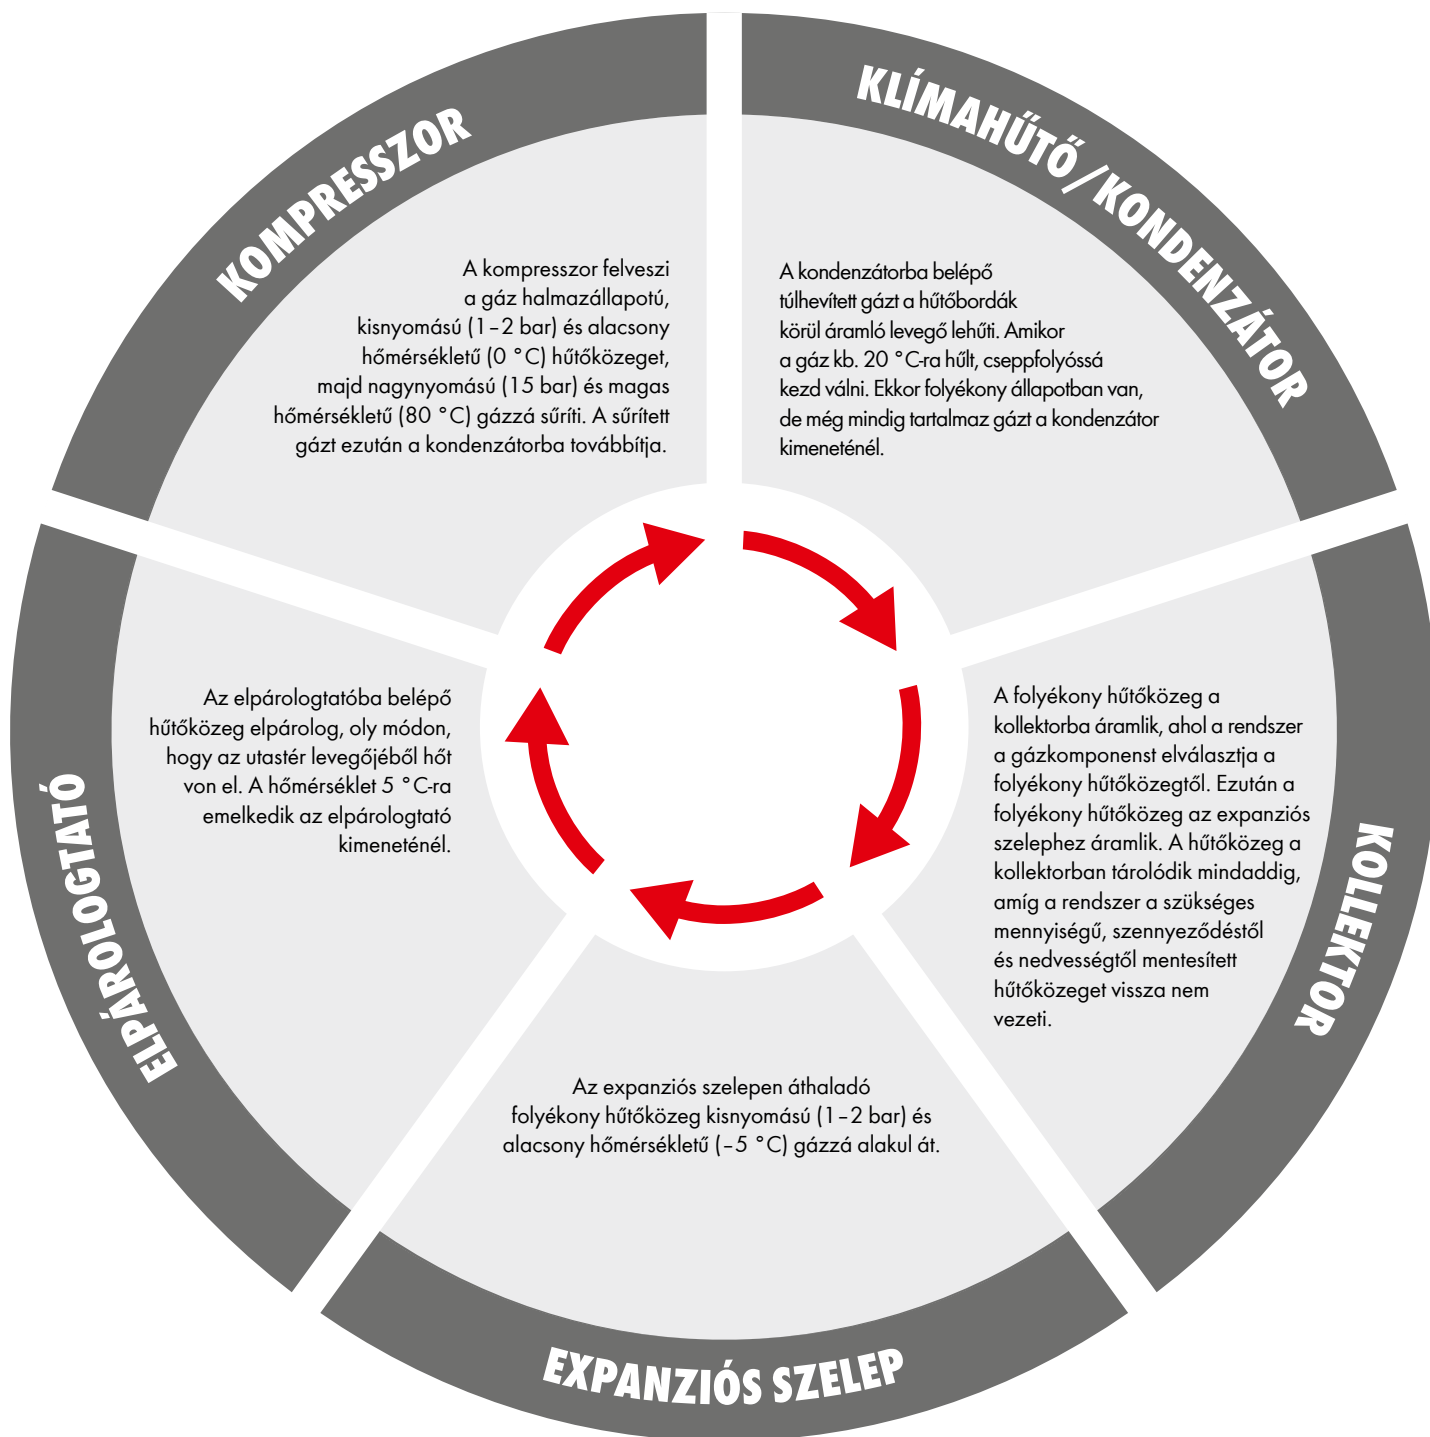 KOMPRESSZOR
A kompresszor felveszi
a gáz halmazállapotú,
kisnyomású (1–2 bar) és alacsony
hőmérsékletű (0 °C) hűtőközeget,
majd nagynyomású (15 bar) és magas
hőmérsékletű (80 °C) gázzá sűríti. A sűrített
gázt ezután a kondenzátorba továbbítja.
KLÍMAHŰTŐ/KONDENZÁTOR
A kondenzátorba belépő
túlhevített gázt a hűtőbordák
körül áramló levegő lehűti. Amikor
a gáz kb. 20 °C-ra hűlt, cseppfolyóssá
kezd válni. Ekkor folyékony állapotban van,
de még mindig tartalmaz gázt a kondenzátor
kimeneténél.
KOLLEKTOR
A folyékony hűtőközeg a
kollektorba áramlik, ahol a rendszer
a gázkomponenst elválasztja a
folyékony hűtőközegtől. Ezután a
folyékony hűtőközeg az expanziós
szelephez áramlik. A hűtőközeg a
kollektorban tárolódik mindaddig,
amíg a rendszer a szükséges
mennyiségű, szennyeződéstől
és nedvességtől mentesített
hűtőközeget vissza nem
vezeti.
EXPANZIÓS SZELEP
Az expanziós szelepen áthaladó
folyékony hűtőközeg kisnyomású (1–2 bar) és
alacsony hőmérsékletű (–5 °C) gázzá alakul át.
ELPÁROLOGTATÓ
Az elpárologtatóba belépő
hűtőközeg elpárolog, oly módon,
hogy az utastér levegőjéből hőt
von el. A hőmérséklet 5 °C-ra
emelkedik az elpárologtató
kimeneténél.